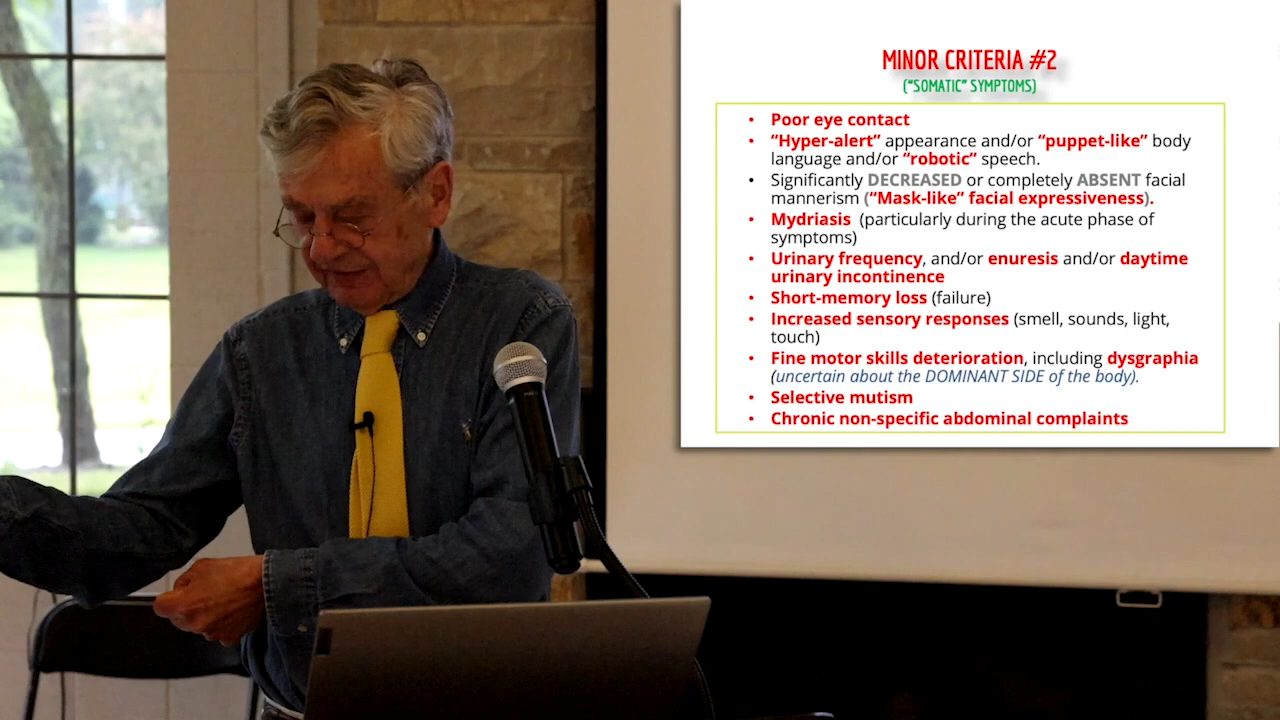 MINOR CRITERIA #2
(“SOMATIC” SYMPTOMS)
• Poor eye contact
• “Hyper-alert” appearance and/or “puppet-like” body
language and/or “robotic” speech.
• Significantly DECREASED or completely ABSENT facial
mannerism (“Mask-like” facial expressiveness).
• Mydriasis (particularly during the acute phase of
symptoms)
• Urinary frequency, and/or enuresis and/or daytime
urinary incontinence
• Short-memory loss (failure)
• Increased sensory responses (smell, sounds, light,
touch)
• Fine motor skills deterioration, including dysgraphia
(uncertain about the DOMINANT SIDE of the body).
• Selective mutism
• Chronic non-specific abdominal complaints